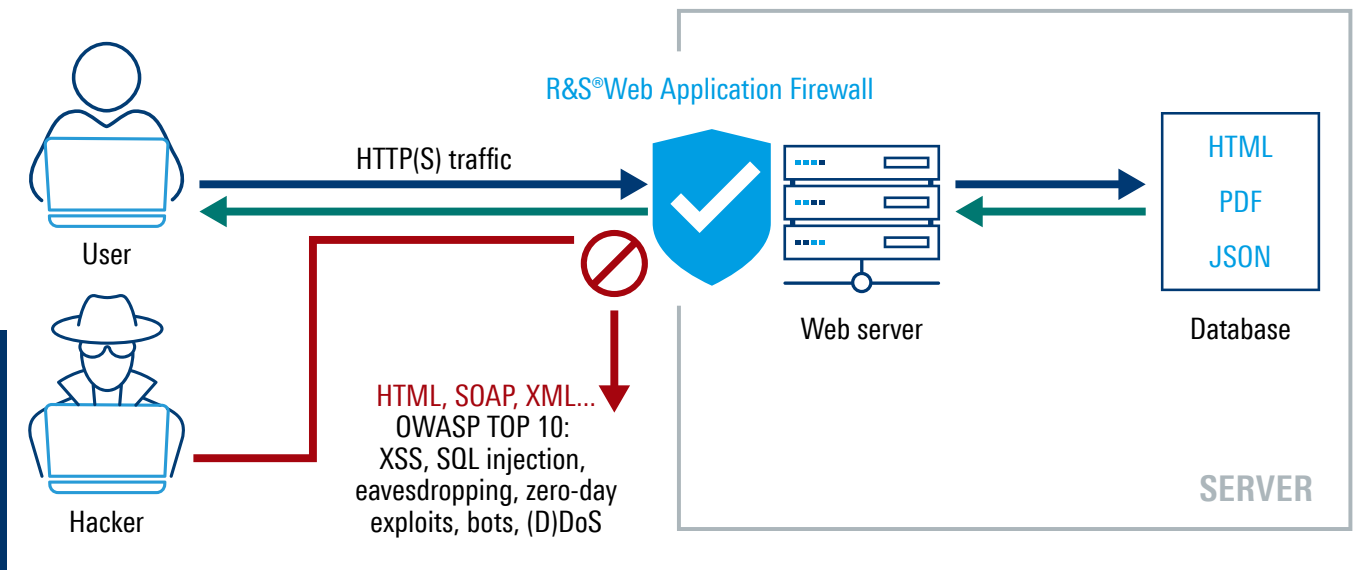 R&S®Web Application Firewall
HTTP(S) traffic
User
HTML
PDF
JSON
Web server
Database
HTML, SOAP, XML...
OWASP TOP 10:
XSS, SQL injection,
eavesdropping, zero-day
exploits, bots, (D)DoS
Hacker
SERVER